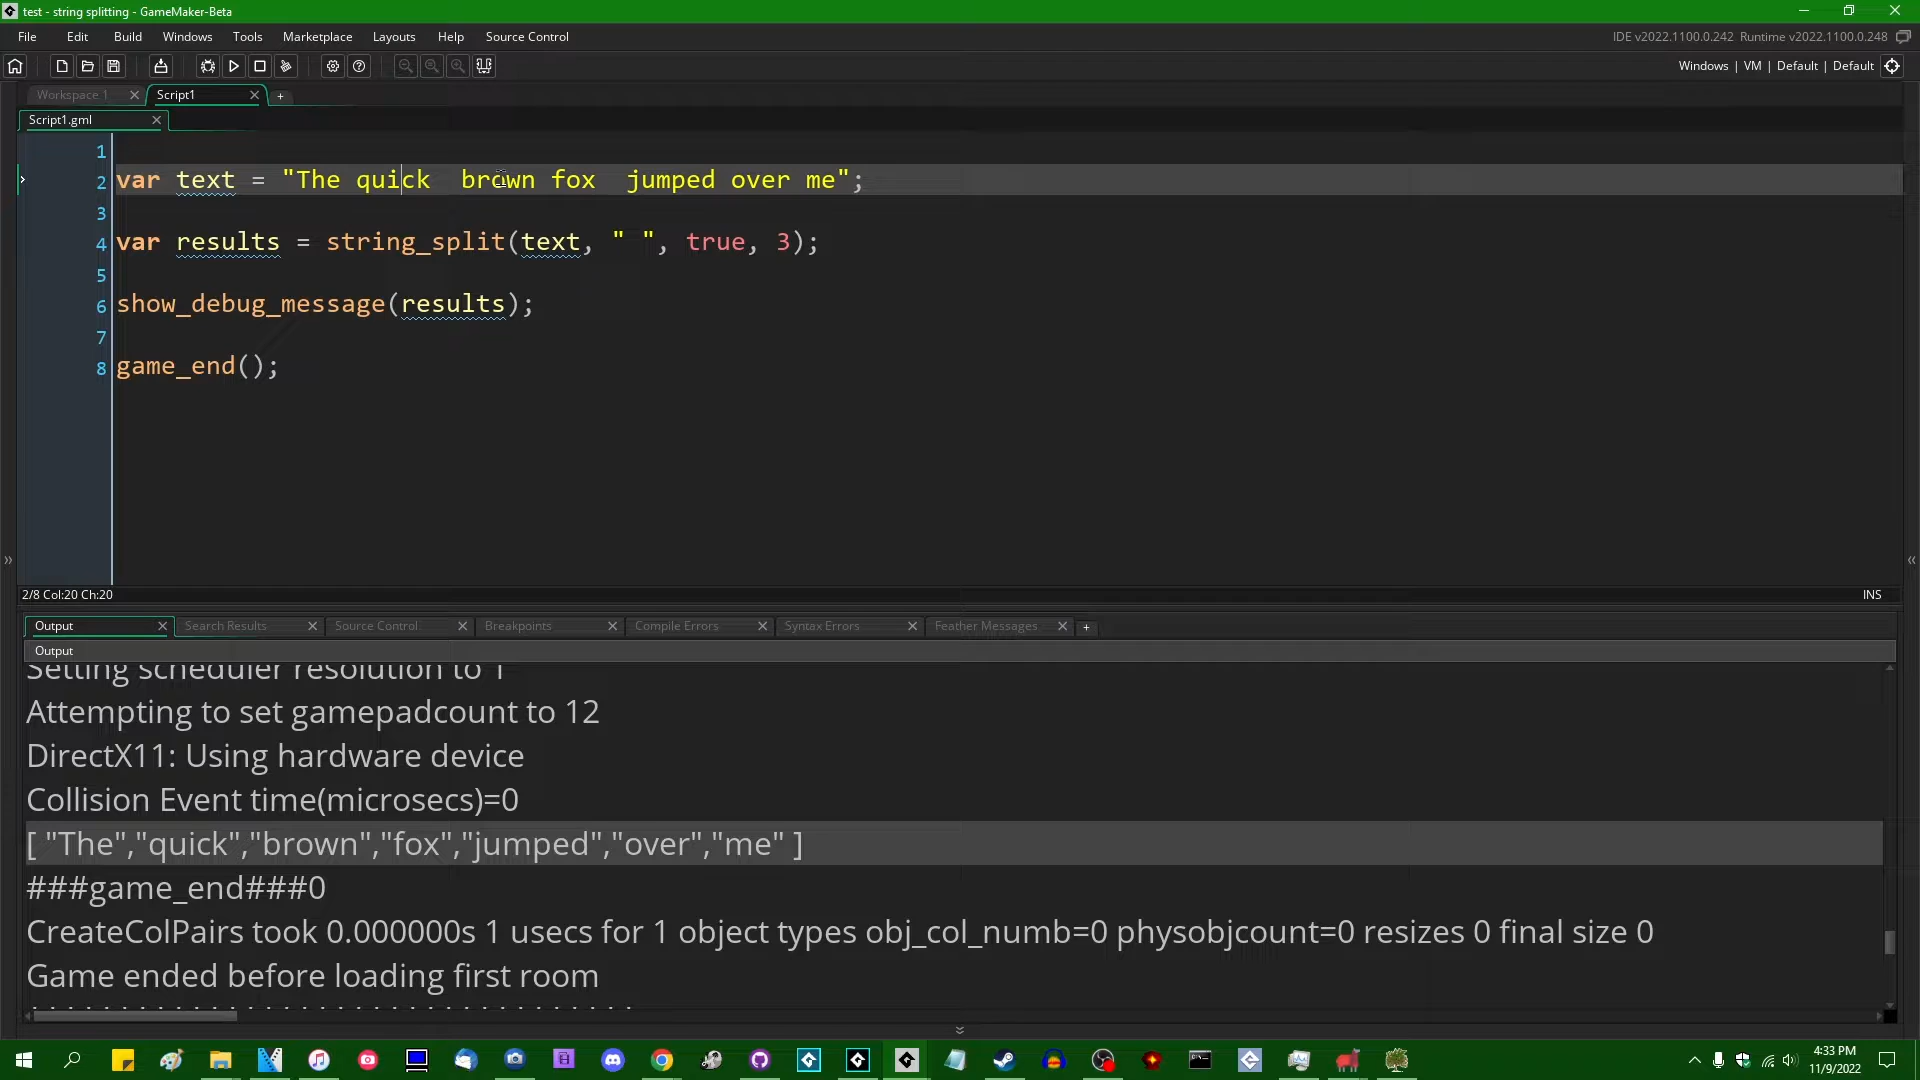 test - string splitting - GameMaker-Beta
File Edit Build Windows Tools Marketplace Layouts Help Source Control
IDE v2022.1100.0.242 Runtime v2022.1100.0.248
Windows | VM | Default | Default
Workspace 1 Script1
Script1.gml
1
2 var text = "The quick  brown fox  jumped over me";
3
4 var results = string_split(text, " ", true, 3);
5
6 show_debug_message(results);
7
8 game_end();
2/8 Col:20 Ch:20 INS
Output Search Results Source Control Breakpoints Compile Errors Syntax Errors Feather Messages
Output
Setting scheduler resolution to 1
Attempting to set gamepadcount to 12
DirectX11: Using hardware device
Collision Event time(microsecs)=0
[ "The","quick","brown","fox","jumped","over","me" ]
###game_end###0
CreateColPairs took 0.000000s 1 usecs for 1 object types obj_col_numb=0 physobjcount=0 resizes 0 final size 0
Game ended before loading first room
4:33 PM
11/9/2022